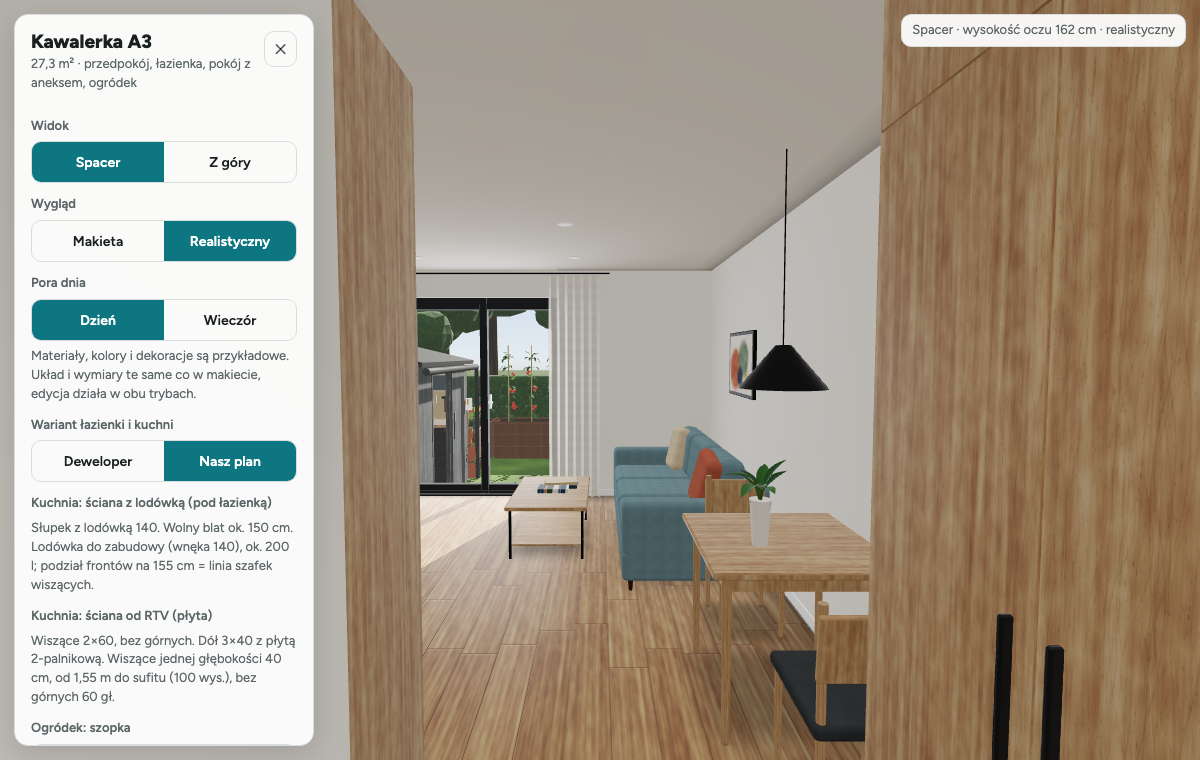 Kawalerka A3
27,3 m² · przedpokój, łazienka, pokój z
aneksem, ogródek
Spacer · wysokość oczu 162 cm · realistyczny
Widok
Spacer
Z góry
Wygląd
Makieta
Realistyczny
Pora dnia
Dzień
Wieczór
Materiały, kolory i dekoracje są przykładowe.
Układ i wymiary te same co w makiecie,
edycja działa w obu trybach.
Wariant łazienki i kuchni
Deweloper
Nasz plan
Kuchnia: ściana z lodówką (pod łazienką)
Słupek z lodówką 140. Wolny blat ok. 150 cm.
Lodówka do zabudowy (wnęka 140), ok. 200
l; podział frontów na 155 cm = linia szafek
wiszących.
Kuchnia: ściana od RTV (płyta)
Wiszące 2×60, bez górnych. Dół 3×40 z płytą
2-palnikową. Wiszące jednej głębokości 40
cm, od 1,55 m do sufitu (100 wys.), bez
górnych 60 gł.
Ogródek: szopka